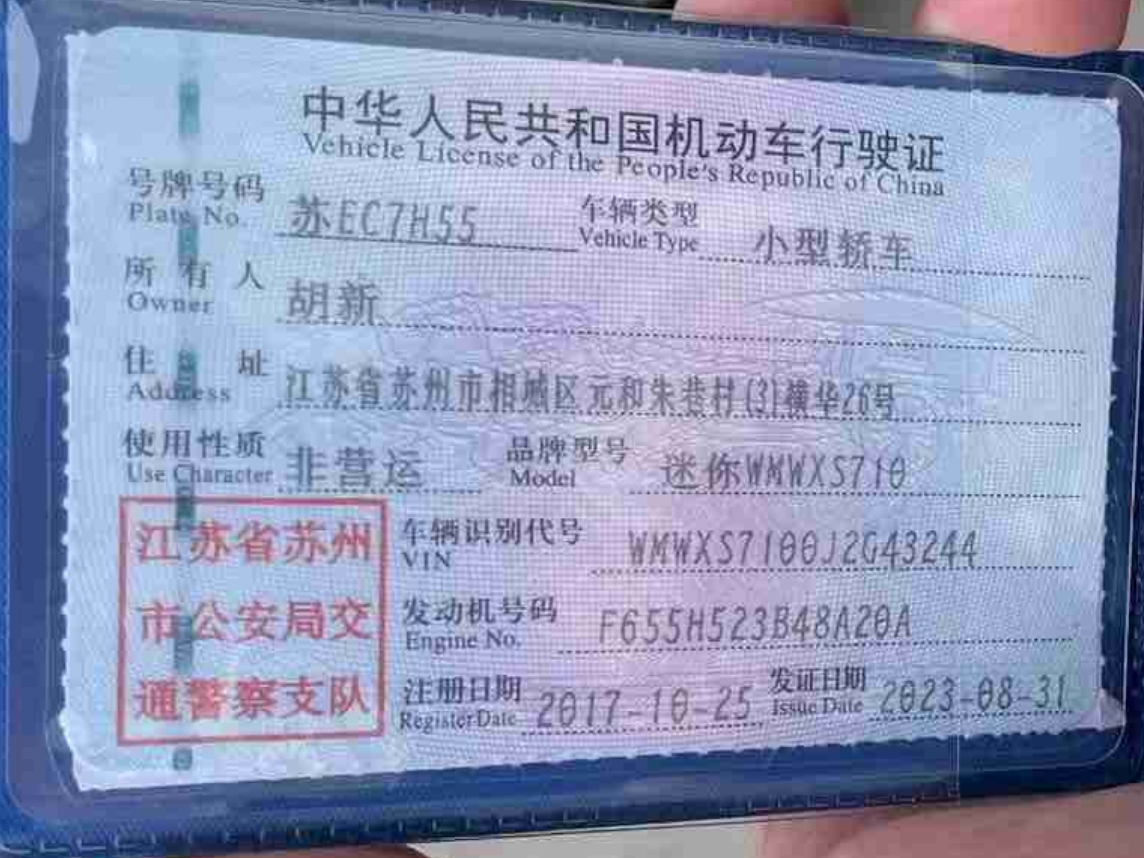 中华人民共和国机动车行驶证
Vehicle License of the People's Republic of China
号牌号码 苏EC7H55 车辆类型 小型轿车
Plate No. Vehicle Type
所有人 胡新
Owner
住址 江苏省苏州市相城区元和朱巷村(3)横华26号
Address
使用性质 非营运 品牌型号 迷你WMWXS710
Use Character Model
江苏省苏州
市公安局交
通警察支队
车辆识别代号 WMWXS7100J2G43244
VIN
发动机号码 F655H523B48A20A
Engine No.
注册日期 2017-10-25 发证日期 2023-08-31
Register Date Issue Date